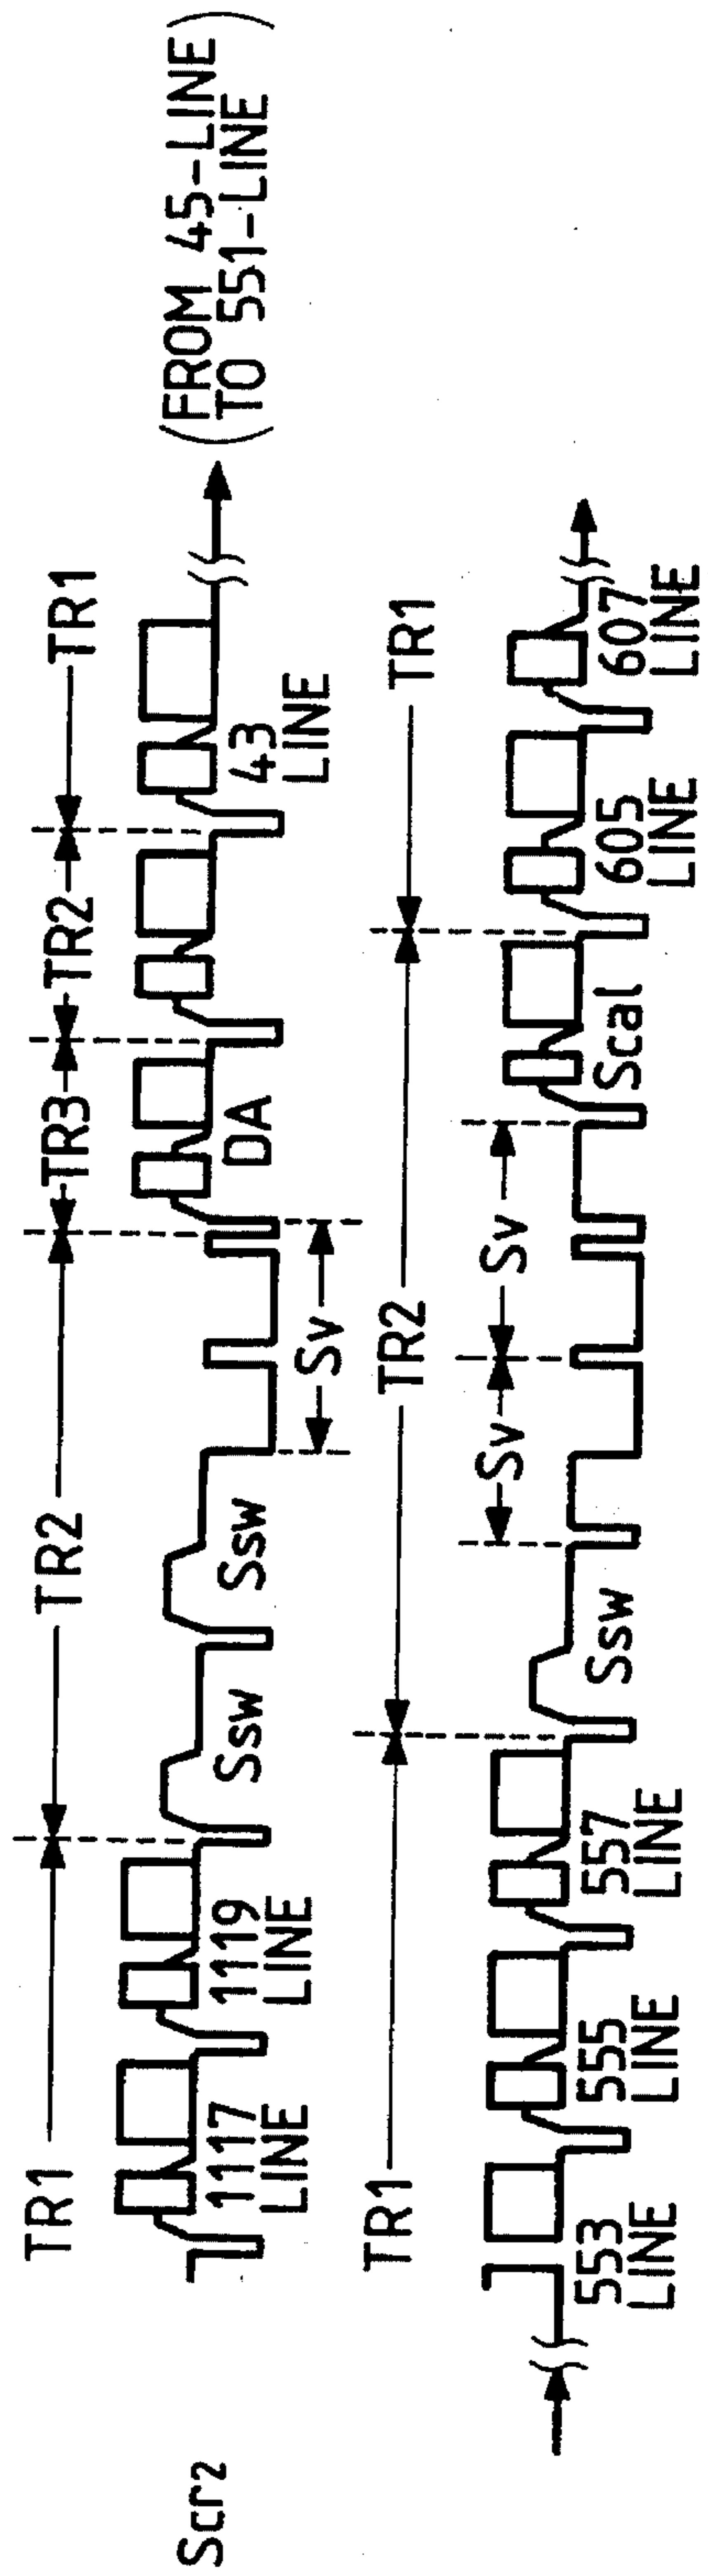 Scr2
TR1
TR2
TR3
TR2
TR1
1117
LINE
1119
LINE
Ssw
Ssw
Sv
DA
43
LINE
(FROM 45-LINE
TO 551-LINE)
TR1
TR2
TR1
553
LINE
555
LINE
557
LINE
Ssw
Sv
Sv
Scal
605
LINE
607
LINE